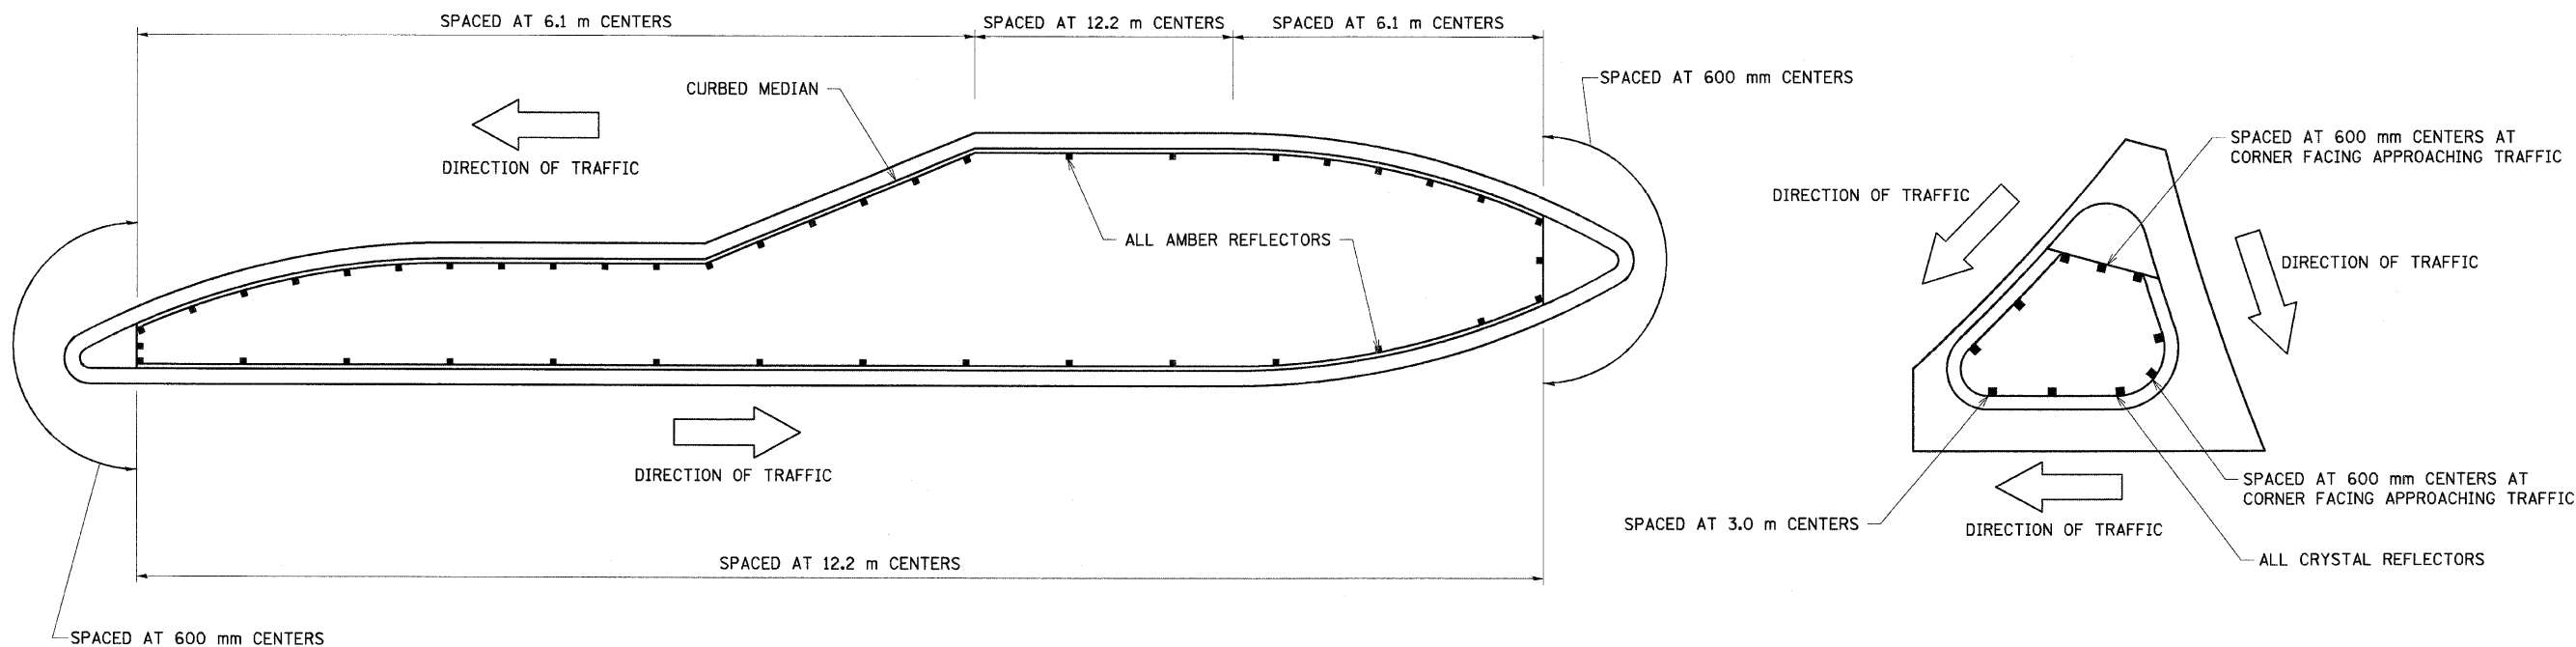 SPACED AT 6.1 m CENTERS
SPACED AT 12.2 m CENTERS
SPACED AT 6.1 m CENTERS
SPACED AT 600 mm CENTERS
CURBED MEDIAN
DIRECTION OF TRAFFIC
ALL AMBER REFLECTORS
DIRECTION OF TRAFFIC
SPACED AT 12.2 m CENTERS
SPACED AT 600 mm CENTERS
SPACED AT 600 mm CENTERS AT
CORNER FACING APPROACHING TRAFFIC
DIRECTION OF TRAFFIC
DIRECTION OF TRAFFIC
SPACED AT 600 mm CENTERS AT
CORNER FACING APPROACHING TRAFFIC
SPACED AT 3.0 m CENTERS
DIRECTION OF TRAFFIC
ALL CRYSTAL REFLECTORS